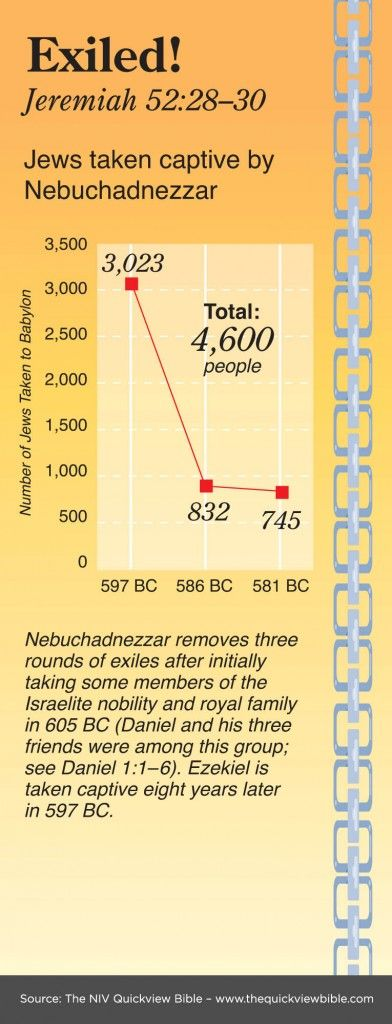 Exiled!
Jeremiah 52:28–30
Jews taken captive by
Nebuchadnezzar
Number of Jews Taken to Babylon
3,500
3,000
2,500
2,000
1,500
1,000
500
0
3,023
Total:
4,600
people
832
745
597 BC
586 BC
581 BC
Nebuchadnezzar removes three
rounds of exiles after initially
taking some members of the
Israelite nobility and royal family
in 605 BC (Daniel and his three
friends were among this group;
see Daniel 1:1–6). Ezekiel is
taken captive eight years later
in 597 BC.
Source: The NIV Quickview Bible – www.thequickviewbible.com